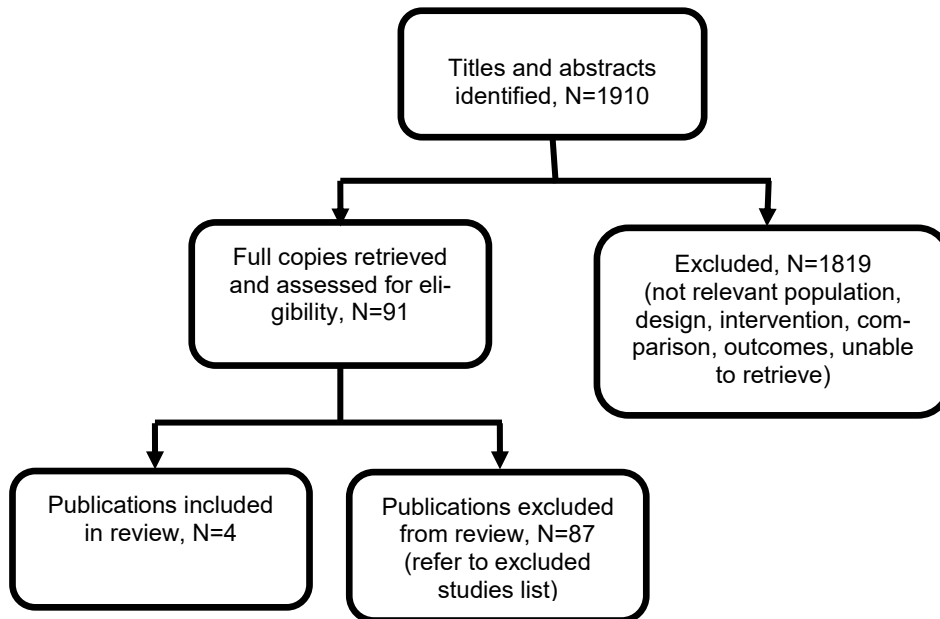 Titles and abstracts
identified, N=1910
Full copies retrieved
and assessed for eli-
gibility, N=91
Excluded, N=1819
(not relevant population,
design, intervention, com-
parison, outcomes, unable
to retrieve)
Publications included
in review, N=4
Publications excluded
from review, N=87
(refer to excluded
studies list)